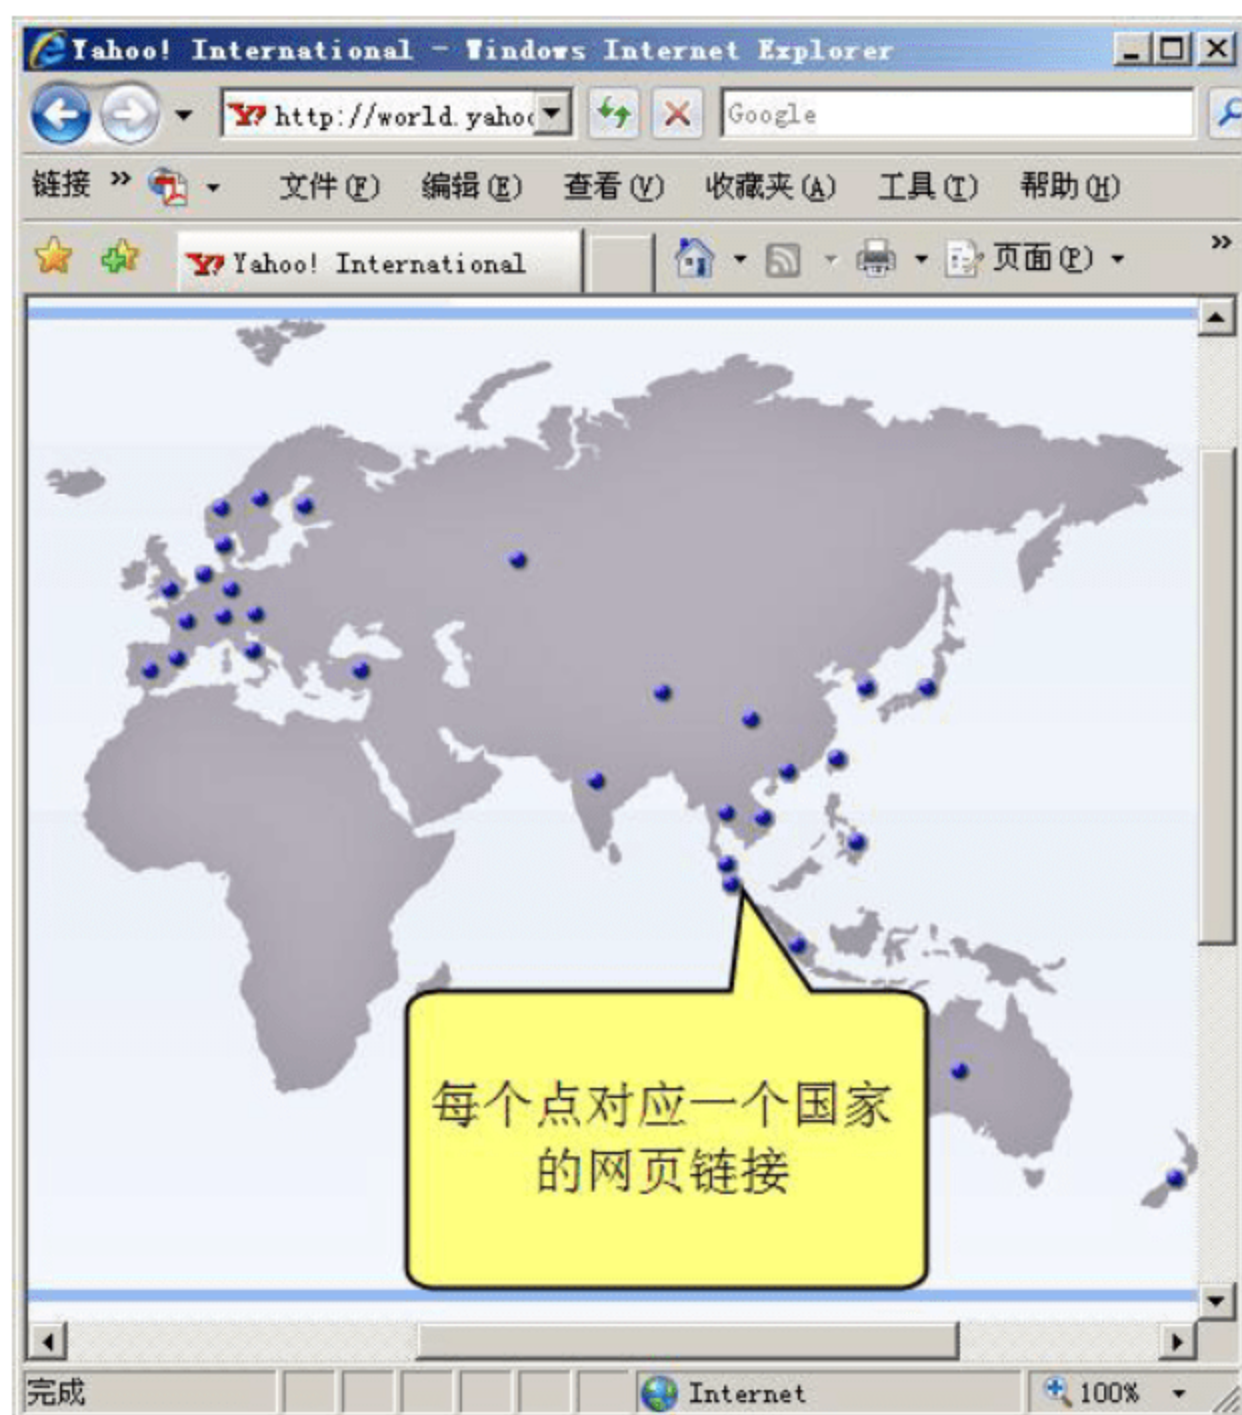 Yahoo! International - Windows Internet Explorer
http://world.yahoo
Google
链接 » 文件(F) 编辑(E) 查看(V) 收藏夹(A) 工具(T) 帮助(H)
Yahoo! International 页面(P) »
每个点对应一个国家
的网页链接
完成 Internet 100%